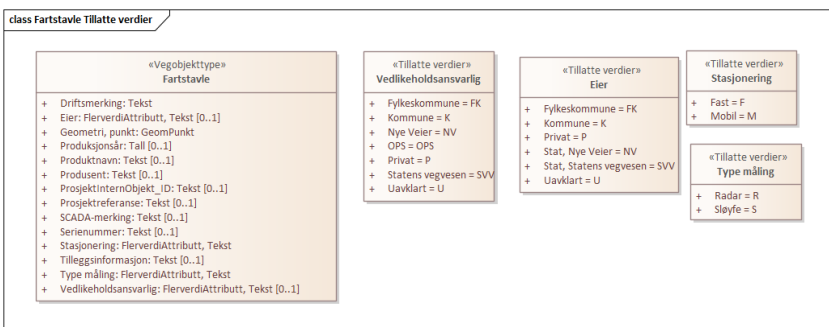 class Fartstavle Tillatte verdier
«Vegobjekttype»
Fartstavle
+ Driftsmerking: Tekst
+ Eier: FlerverdiAttributt, Tekst [0..1]
+ Geometri, punkt: GeomPunkt
+ Produksjonsår: Tall [0..1]
+ Produktnavn: Tekst [0..1]
+ Produsent: Tekst [0..1]
+ ProsjektInternObjekt_ID: Tekst [0..1]
+ Prosjektreferanse: Tekst [0..1]
+ SCADA-merking: Tekst [0..1]
+ Serienummer: Tekst [0..1]
+ Stasjonering: FlerverdiAttributt, Tekst
+ Tilleggsinformasjon: Tekst [0..1]
+ Type måling: FlerverdiAttributt, Tekst
+ Vedlikeholdsansvarlig: FlerverdiAttributt, Tekst [0..1]
«Tillatte verdier»
Vedlikeholdsansvarlig
+ Fylkeskommune = FK
+ Kommune = K
+ Nye Veier = NV
+ OPS = OPS
+ Privat = P
+ Statens vegvesen = SVV
+ Uavklart = U
«Tillatte verdier»
Eier
+ Fylkeskommune = FK
+ Kommune = K
+ Privat = P
+ Stat, Nye Veier = NV
+ Stat, Statens vegvesen = SVV
+ Uavklart = U
«Tillatte verdier»
Stasjonering
+ Fast = F
+ Mobil = M
«Tillatte verdier»
Type måling
+ Radar = R
+ Sløyfe = S